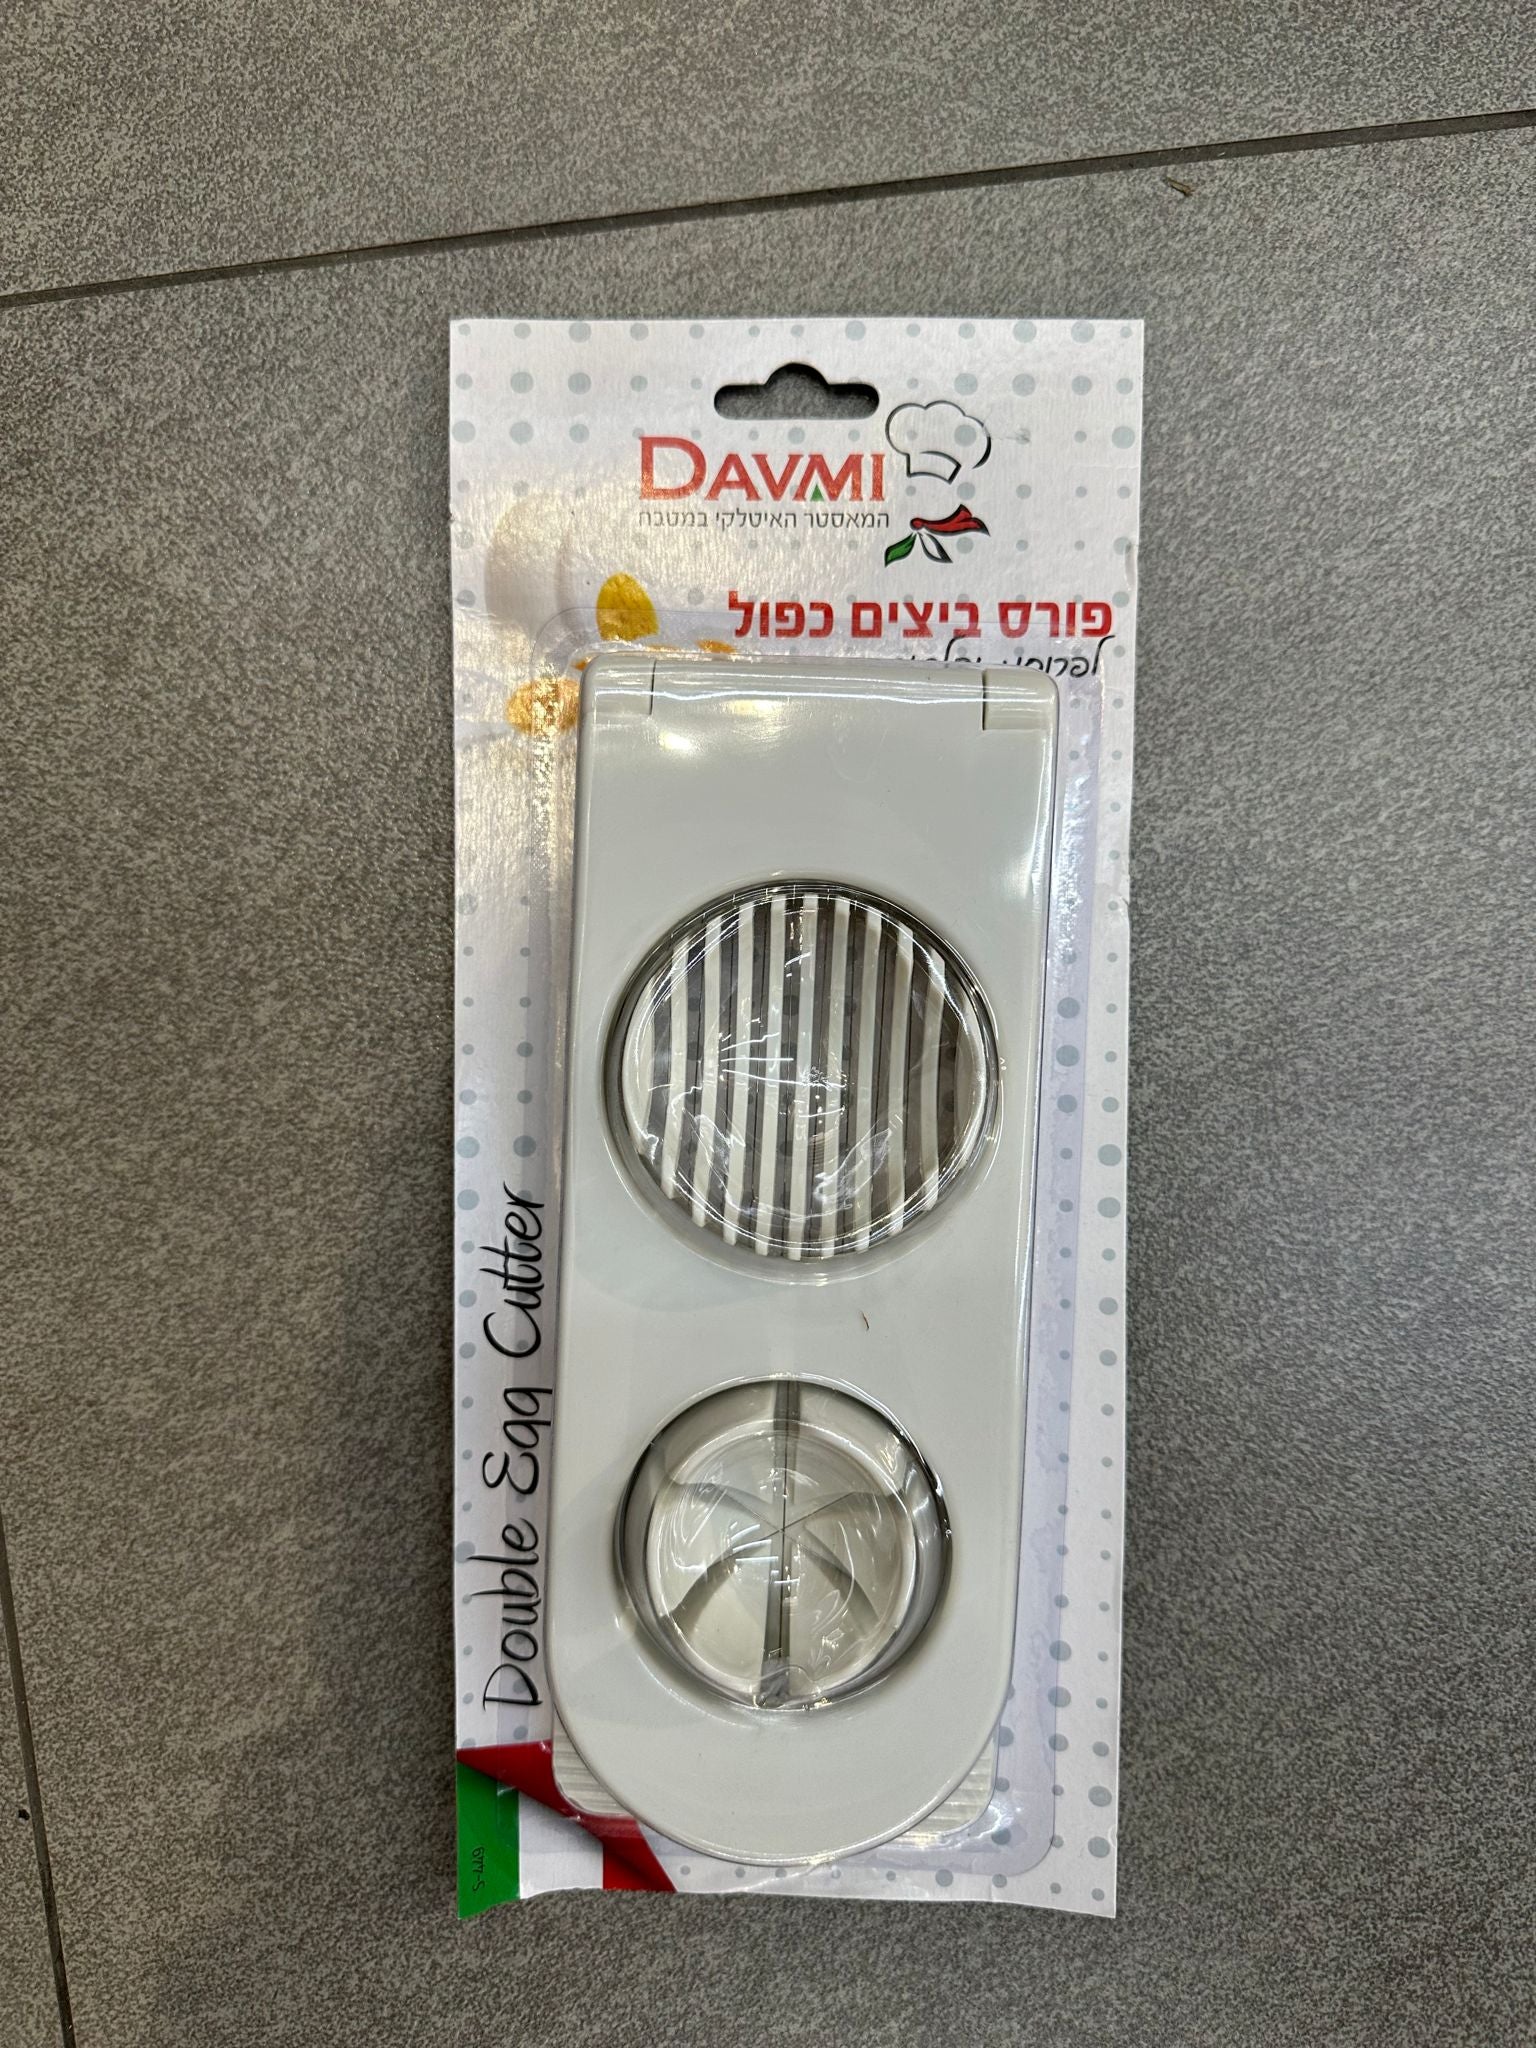 DAVMI
המאסטר האיטלקי במטבח
פורס ביצים כפול
Double Egg Cutter
S-449